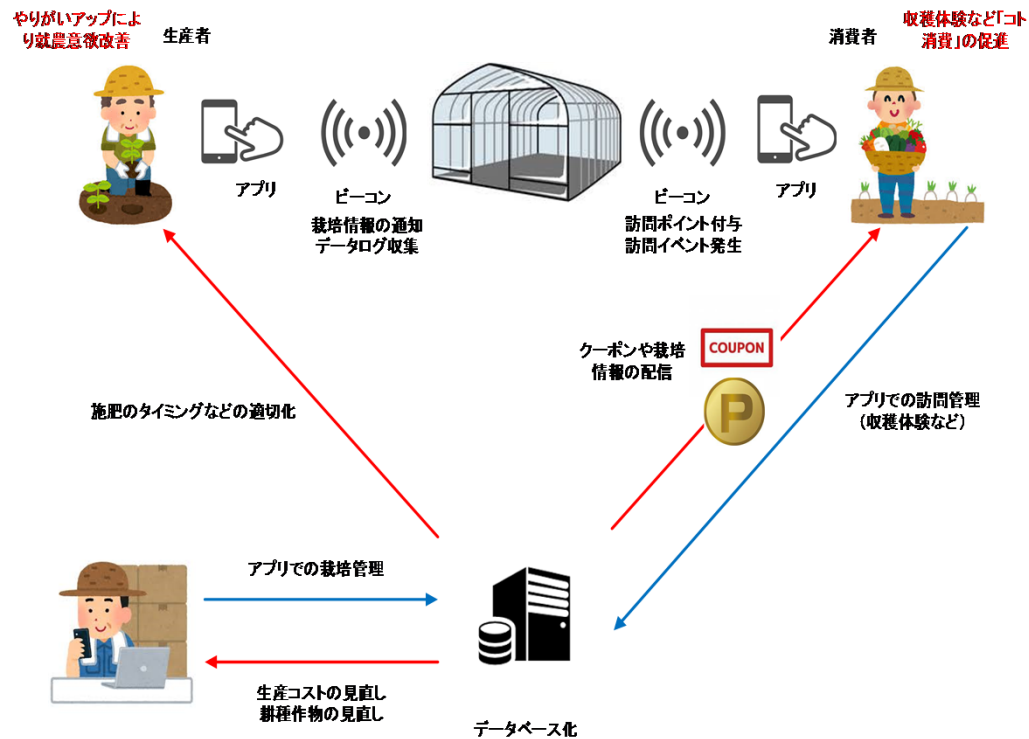 やりがいアップによ
り就農意欲改善
生産者
消費者
収穫体験など「コト
消費」の促進
アプリ
ビーコン
栽培情報の通知
データログ収集
ビーコン
訪問ポイント付与
訪問イベント発生
アプリ
クーポンや栽培
情報の配信
COUPON
P
施肥のタイミングなどの適切化
アプリでの訪問管理
(収穫体験など)
アプリでの栽培管理
生産コストの見直し
耕種作物の見直し
データベース化